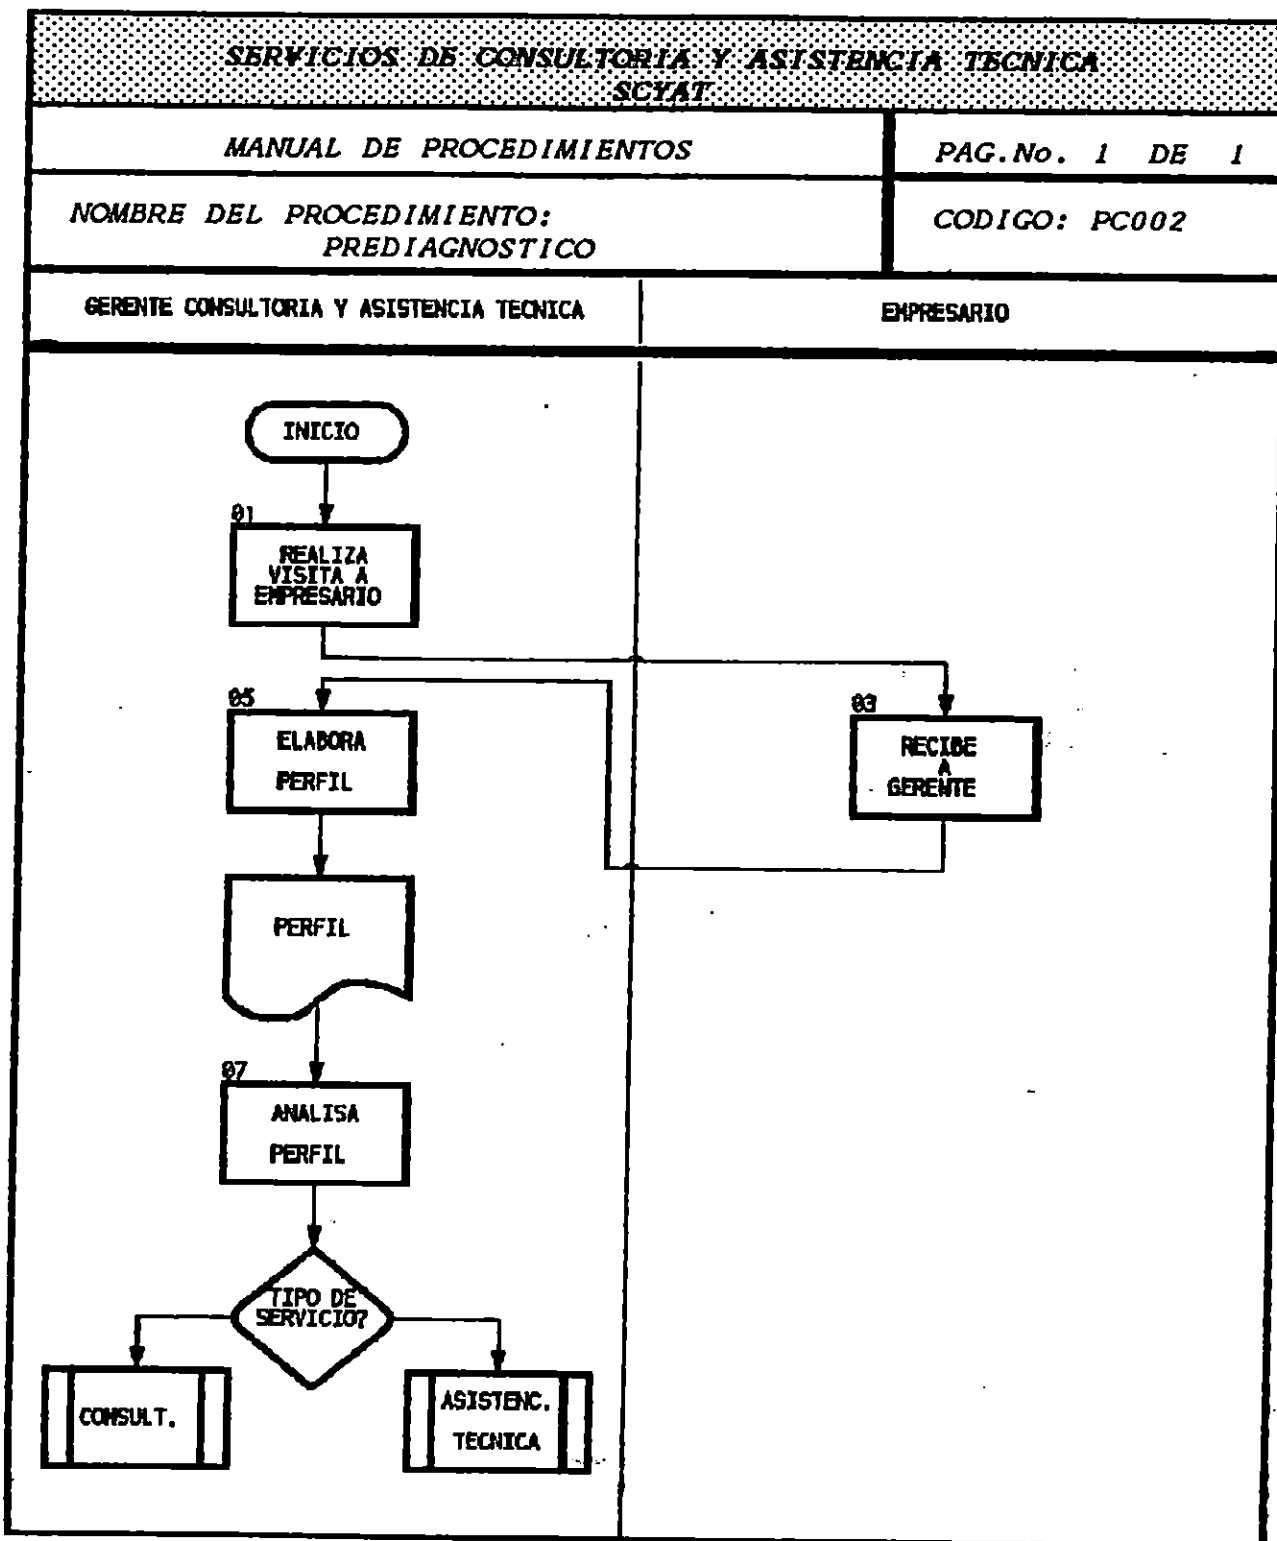 SERVICIOS DE CONSULTORIA Y ASISTENCIA TECNICA
SCYAT
MANUAL DE PROCEDIMIENTOS
PAG.No. 1 DE 1
NOMBRE DEL PROCEDIMIENTO:
PREDIAGNOSTICO
CODIGO: PC002
GERENTE CONSULTORIA Y ASISTENCIA TECNICA
EMPRESARIO
INICIO
01
REALIZA
VISITA A
EMPRESARIO
03
RECIBE
A
GERENTE
05
ELABORA
PERFIL
PERFIL
07
ANALISA
PERFIL
TIPO DE
SERVICIO?
CONSULT.
ASISTENC.
TECNICA